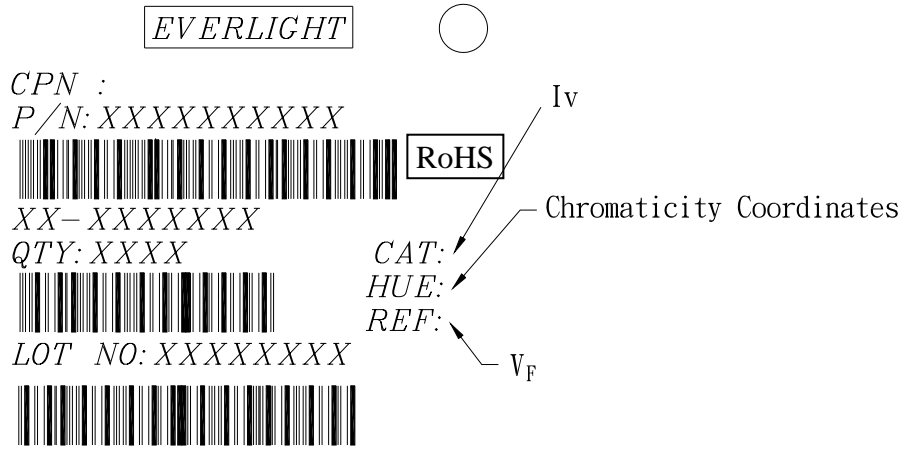 EVERLIGHT
CPN :
P/N: XXXXXXXXXX
RoHS
XX-XXXXXXX
QTY: XXXX
LOT NO: XXXXXXXX
CAT:
HUE:
REF:
Iv
Chromaticity Coordinates
VF